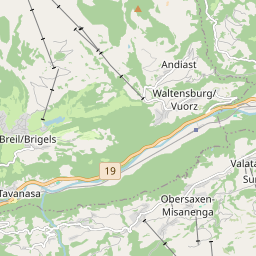 Andiast
Waltensburg/
Vuorz
Breil/Brigels
19
Valata
Su
Tavanasa
Obersaxen-
Misanenga